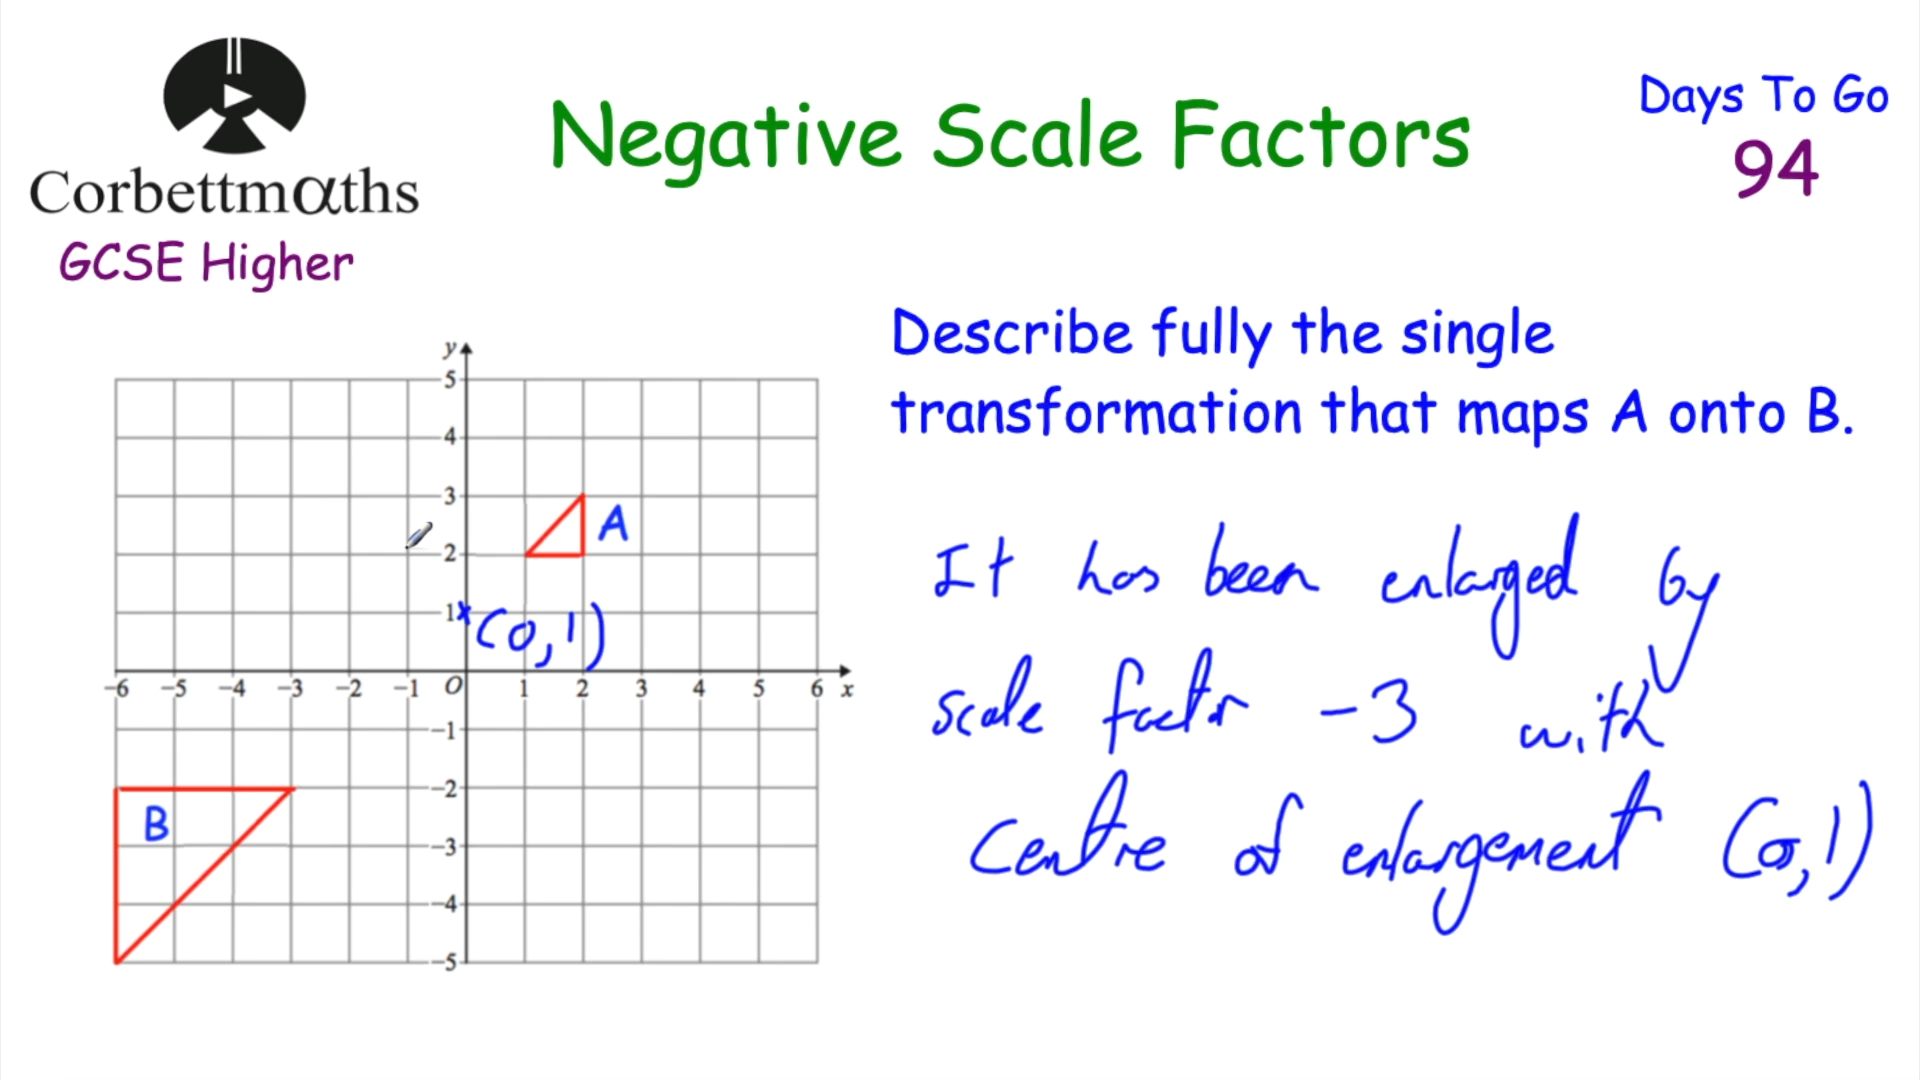 Corbettmαths
GCSE Higher
Negative Scale Factors
Days To Go
94
Describe fully the single
transformation that maps A onto B.
y
5
4
3
A
2
1
x(0,1)
-6 -5 -4 -3 -2 -1 O 1 2 3 4 5 6 x
-1
-2
B
-3
-4
-5
It has been enlarged by
scale factor -3 with
Centre of enlargement (0,1)